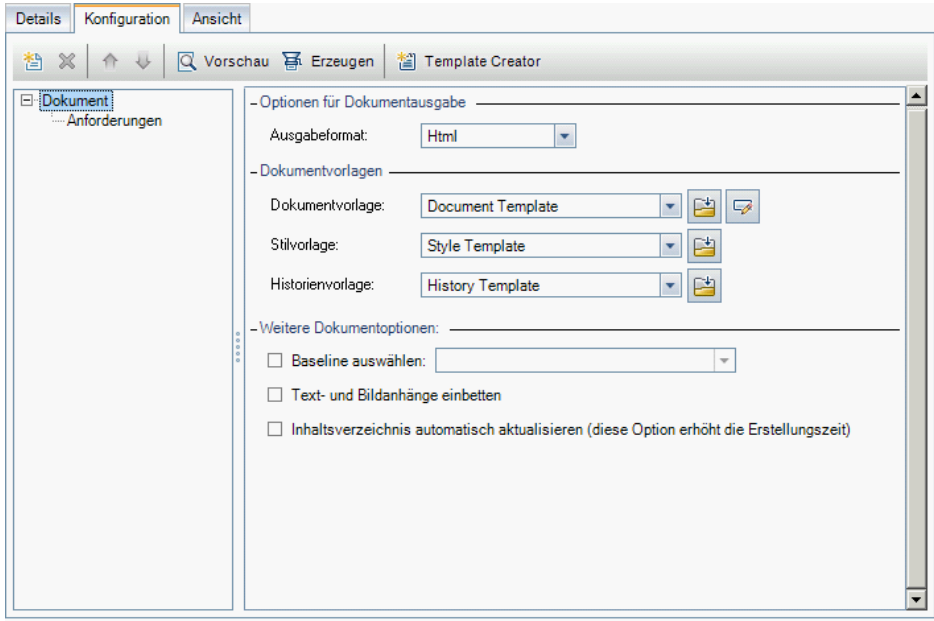 Details Konfiguration Ansicht
Vorschau Erzeugen Template Creator
Dokument
Anforderungen
Optionen für Dokumentausgabe
Ausgabeformat: Html
Dokumentvorlagen
Dokumentvorlage: Document Template
Stilvorlage: Style Template
Historienvorlage: History Template
Weitere Dokumentoptionen:
Baseline auswählen:
Text- und Bildanhänge einbetten
Inhaltsverzeichnis automatisch aktualisieren (diese Option erhöht die Erstellungszeit)